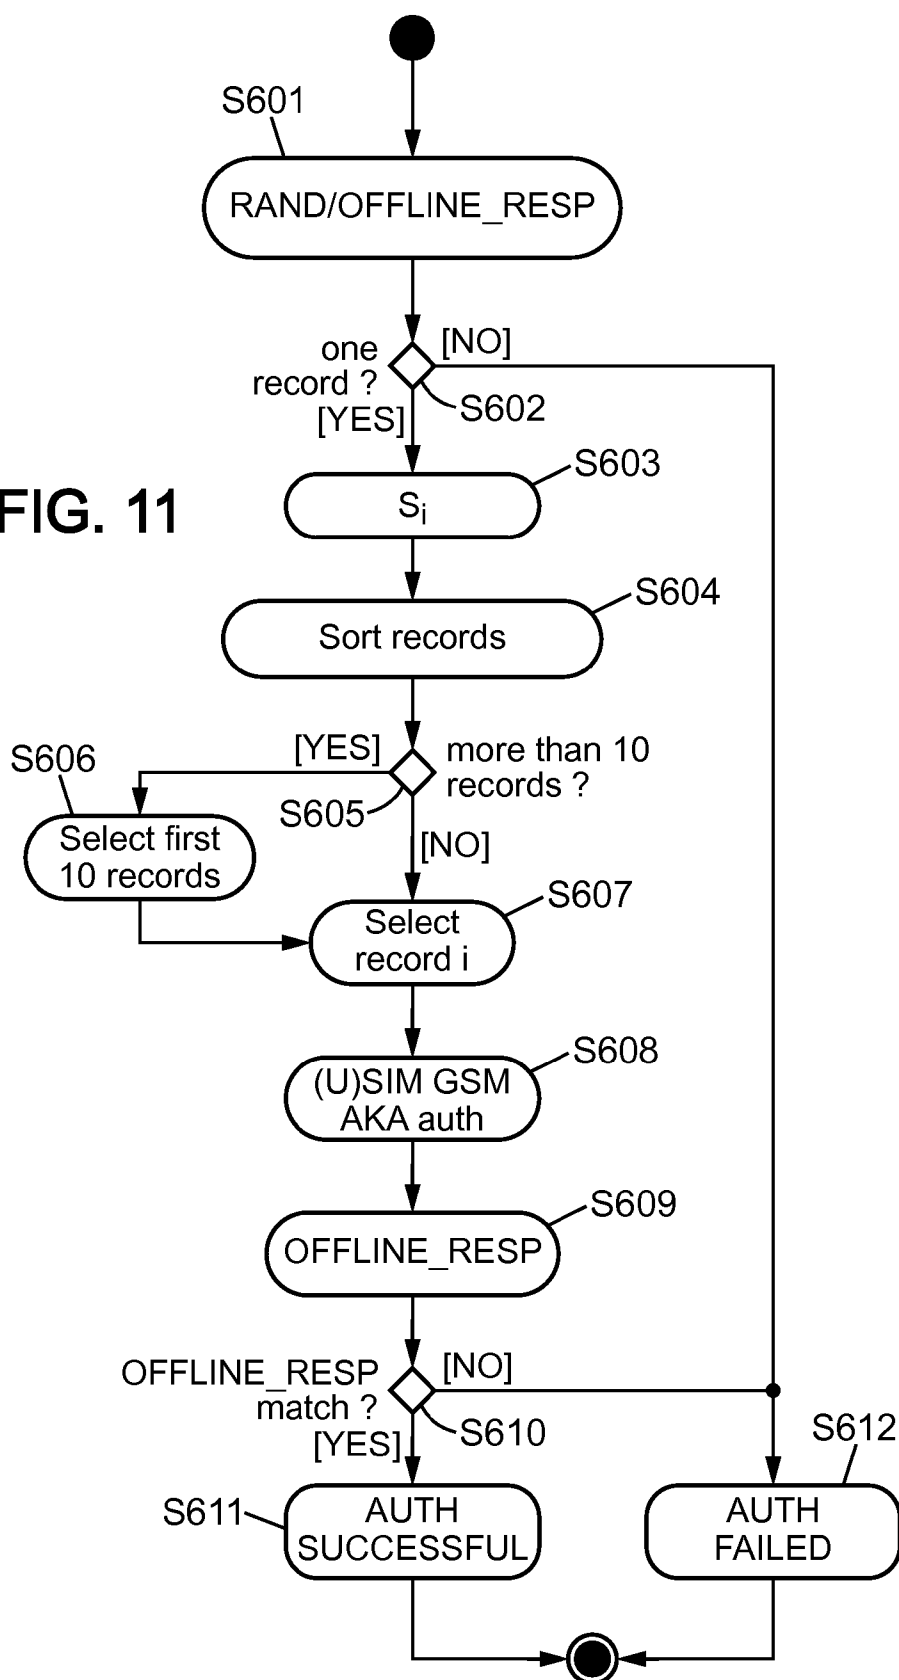 S601
RAND/OFFLINE_RESP
[NO]
one
record ?
S602
[YES]
S603
Si
FIG. 11
S604
Sort records
[YES]
more than 10
records ?
S606
S605
Select first
10 records
[NO]
S607
Select
record i
S608
(U)SIM GSM
AKA auth
S609
OFFLINE_RESP
[NO]
OFFLINE_RESP
match ?
S610
[YES]
S612
S611
AUTH
SUCCESSFUL
AUTH
FAILED